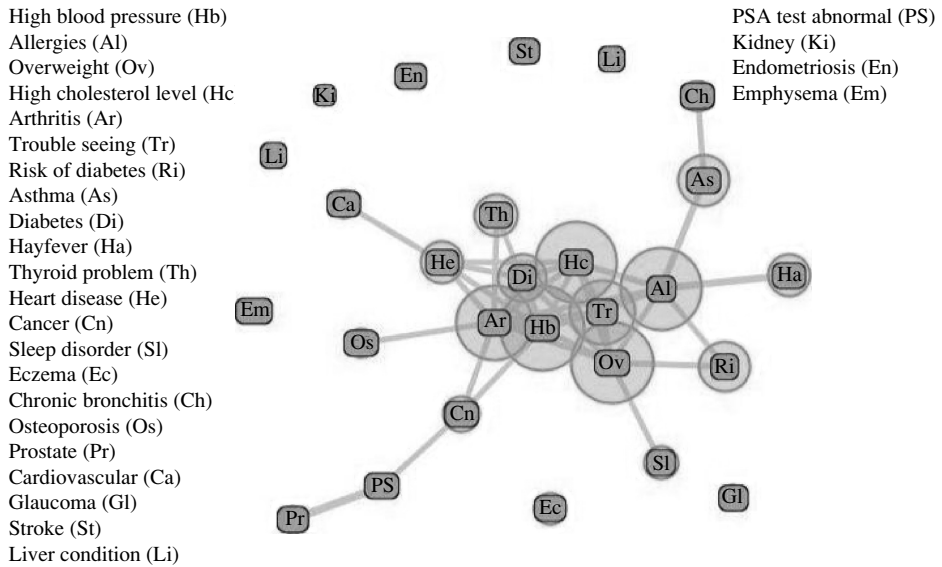 High blood pressure (Hb)
Allergies (Al)
Overweight (Ov)
High cholesterol level (Hc
Arthritis (Ar)
Trouble seeing (Tr)
Risk of diabetes (Ri)
Asthma (As)
Diabetes (Di)
Hayfever (Ha)
Thyroid problem (Th)
Heart disease (He)
Cancer (Cn)
Sleep disorder (Sl)
Eczema (Ec)
Chronic bronchitis (Ch)
Osteoporosis (Os)
Prostate (Pr)
Cardiovascular (Ca)
Glaucoma (Gl)
Stroke (St)
Liver condition (Li)
PSA test abnormal (PS)
Kidney (Ki)
Endometriosis (En)
Emphysema (Em)
St
Li
En
Ki
Ch
Li
As
Ca
Th
He
Hc
Di
Al
Ha
Em
Tr
Ar
Hb
Os
Ov
Ri
Cn
Sl
PS
Gl
Ec
Pr